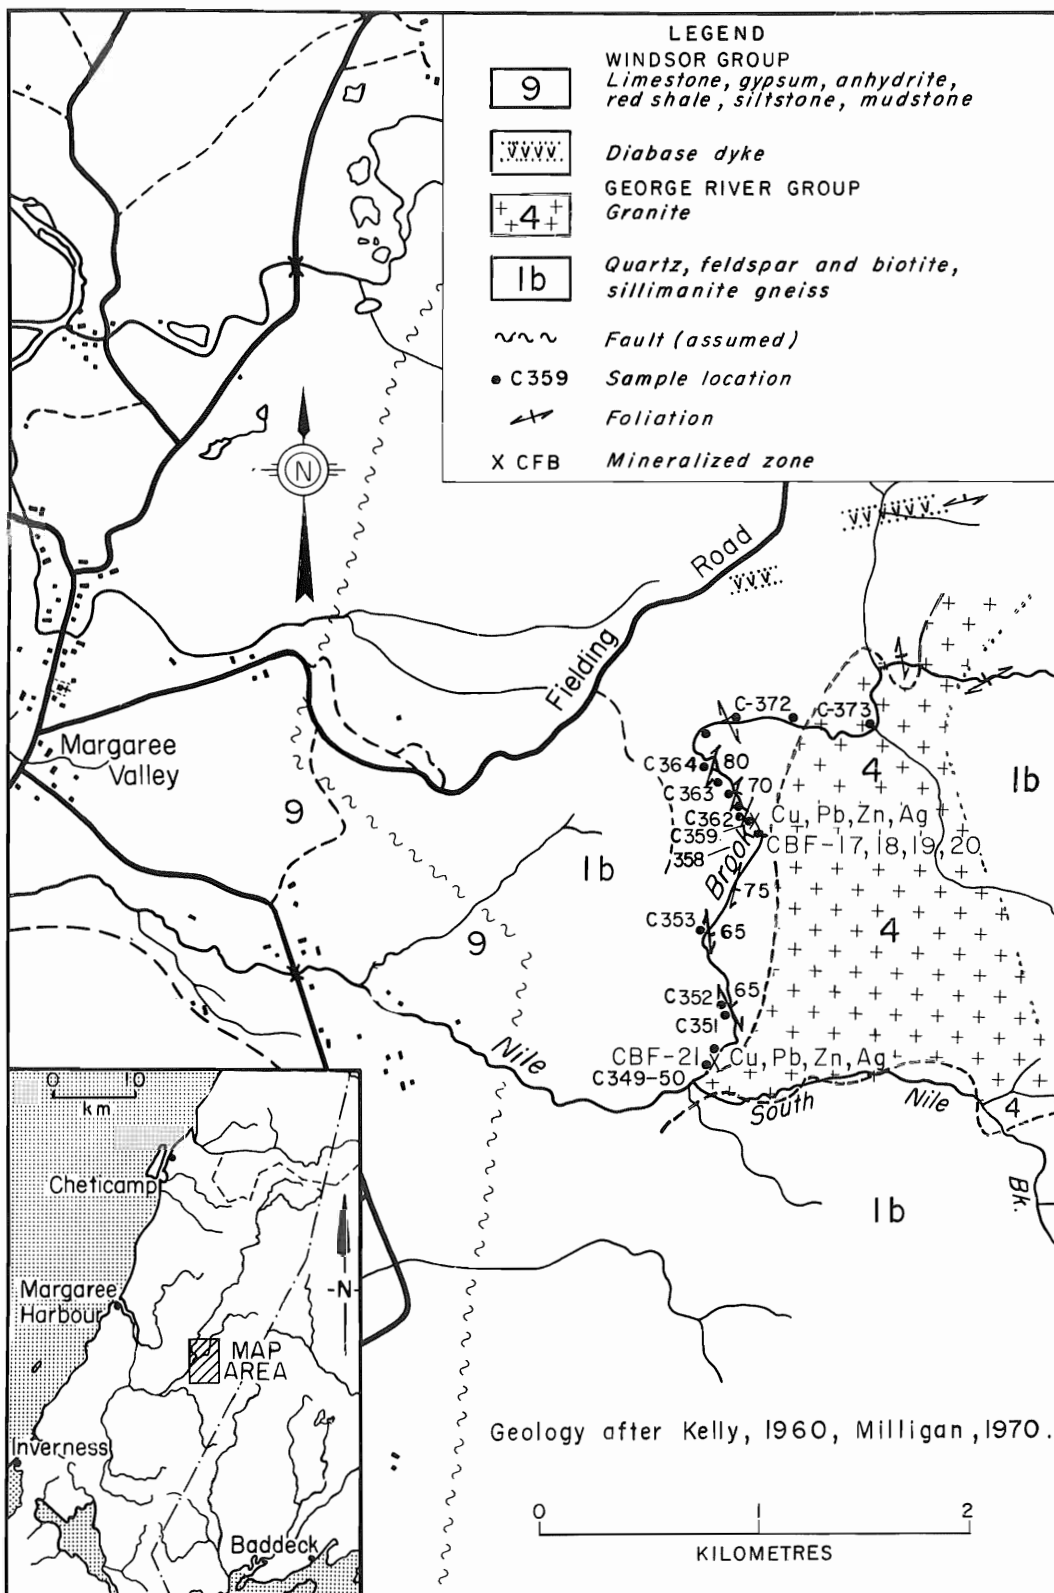 LEGEND
WINDSOR GROUP
9
Limestone, gypsum, anhydrite,
red shale, siltstone, mudstone
VVVV
Diabase dyke
GEORGE RIVER GROUP
4
Granite
1b
Quartz, feldspar and biotite,
sillimanite gneiss
Fault (assumed)
C359
Sample location
Foliation
X CFB
Mineralized zone
N
VVVVVV
Road
VVV
Fielding
C-372
C-373
Margaree
Valley
C364
80
4
1b
C363
70
9
C362
X Cu, Pb, Zn, Ag
C359
CBF-17, 18, 19, 20
358
1b
Brook
75
C353
65
4
9
C352
65
C351
Nile
CBF-21 X Cu, Pb, Zn, Ag
C349-50
South
Nile
4
0 10
km
Cheticamp
Bk.
1b
Margaree
Harbour
N
MAP
AREA
Inverness
Baddeck
Geology after Kelly, 1960, Milligan, 1970.
0 1 2
KILOMETRES